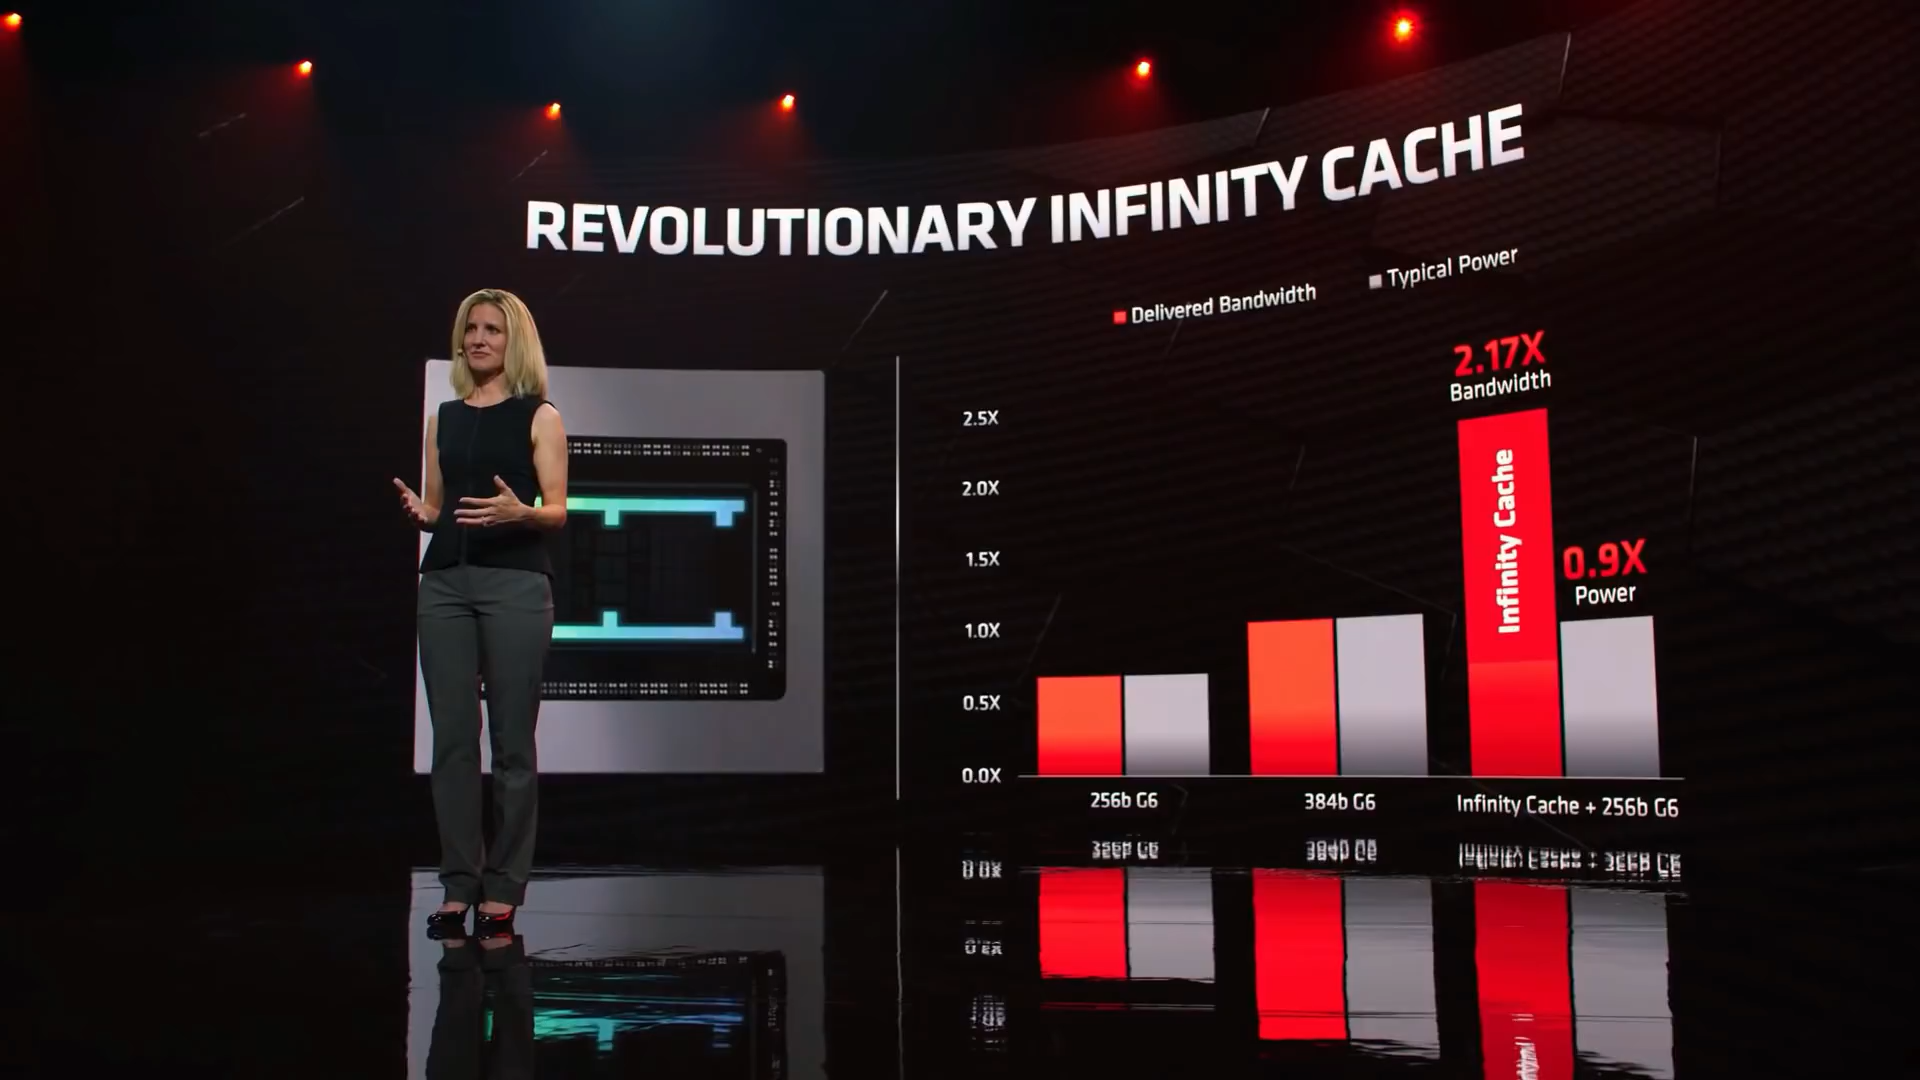 REVOLUTIONARY INFINITY CACHE
Delivered Bandwidth
Typical Power
2.17X
Bandwidth
2.5X
2.0X
1.5X
1.0X
0.5X
0.0X
Infinity Cache
0.9X
Power
256b G6
384b G6
Infinity Cache + 256b G6